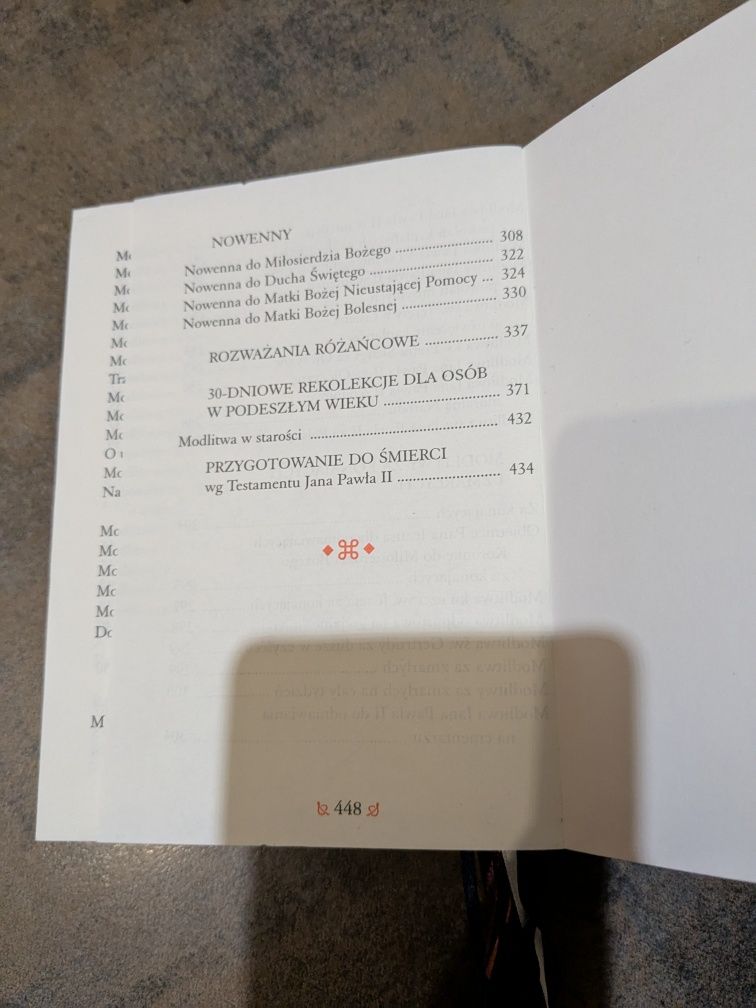 NOWENNY
Nowenna do Miłosierdzia Bożego ........................ 308
Nowenna do Ducha Świętego ............................. 322
Nowenna do Matki Bożej Nieustającej Pomocy ... 324
Nowenna do Matki Bożej Bolesnej ....................... 330
ROZWAŻANIA RÓŻAŃCOWE .................. 337
30-DNIOWE REKOLEKCJE DLA OSÓB
W PODESZŁYM WIEKU ............................ 371
Modlitwa w starości ............................................. 432
PRZYGOTOWANIE DO ŚMIERCI
wg Testamentu Jana Pawła II ......................... 434
448